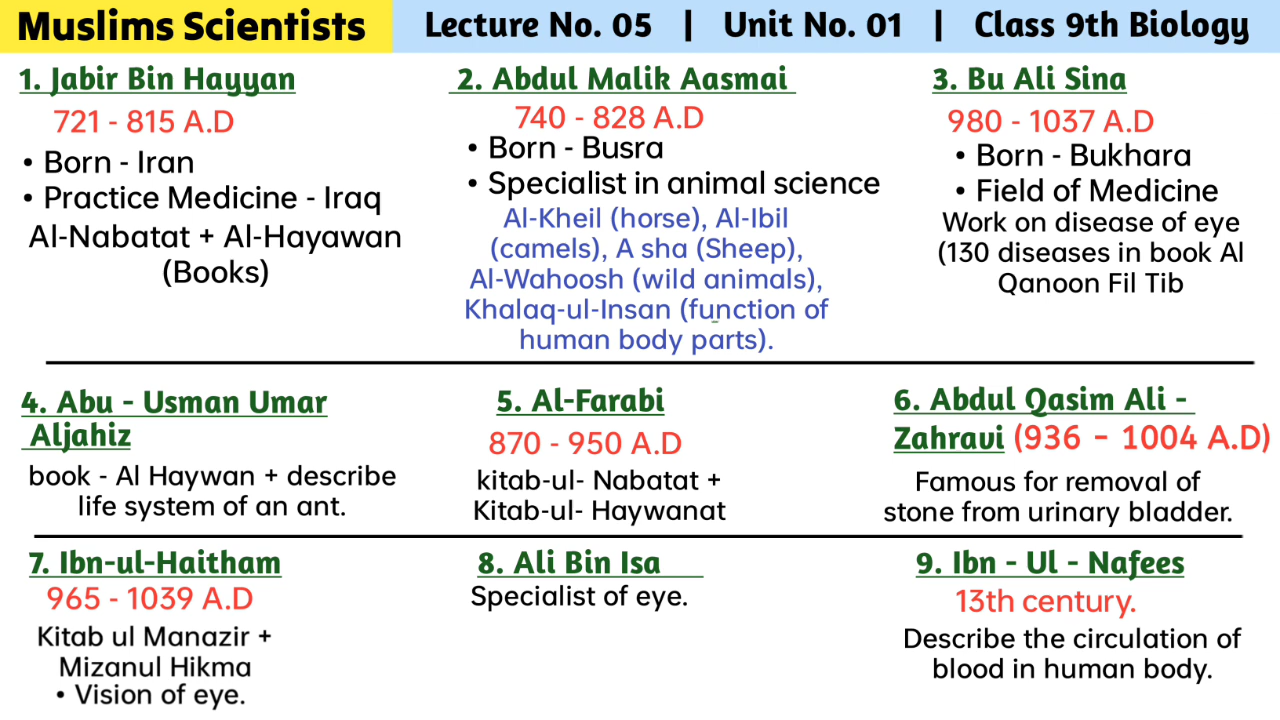 Muslims Scientists
Lecture No. 05 | Unit No. 01 | Class 9th Biology
1. Jabir Bin Hayyan
721 - 815 A.D
• Born - Iran
• Practice Medicine - Iraq
Al-Nabatat + Al-Hayawan
(Books)
2. Abdul Malik Aasmai
740 - 828 A.D
• Born - Busra
• Specialist in animal science
Al-Kheil (horse), Al-Ibil
(camels), A sha (Sheep),
Al-Wahoosh (wild animals),
Khalaq-ul-Insan (function of
human body parts).
3. Bu Ali Sina
980 - 1037 A.D
• Born - Bukhara
• Field of Medicine
Work on disease of eye
(130 diseases in book Al
Qanoon Fil Tib
4. Abu - Usman Umar
Aljahiz
book - Al Haywan + describe
life system of an ant.
5. Al-Farabi
870 - 950 A.D
kitab-ul- Nabatat +
Kitab-ul- Haywanat
6. Abdul Qasim Ali -
Zahravi (936 - 1004 A.D)
Famous for removal of
stone from urinary bladder.
7. Ibn-ul-Haitham
965 - 1039 A.D
Kitab ul Manazir +
Mizanul Hikma
• Vision of eye.
8. Ali Bin Isa
Specialist of eye.
9. Ibn - Ul - Nafees
13th century.
Describe the circulation of
blood in human body.